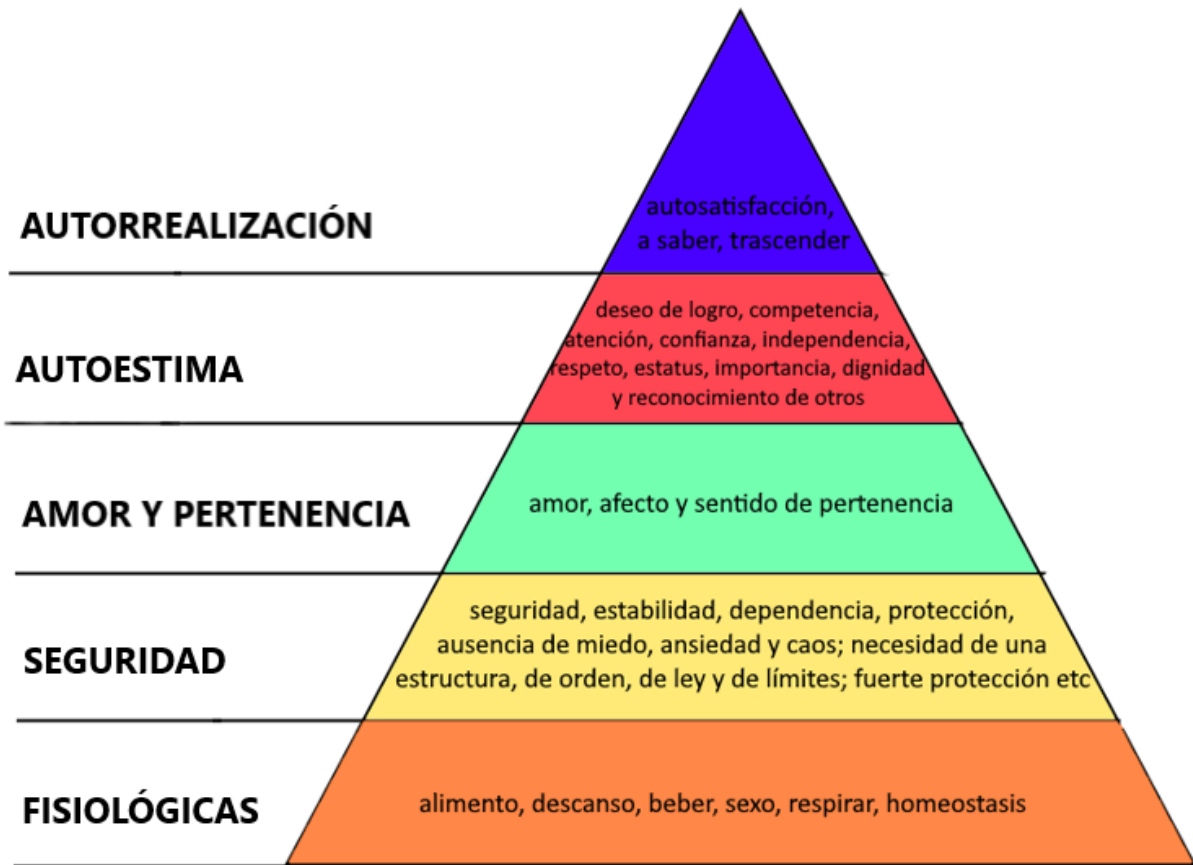 autosatisfacción,
a saber, trascender
AUTORREALIZACIÓN
deseo de logro, competencia,
atención, confianza, independencia,
respeto, estatus, importancia, dignidad
y reconocimiento de otros
AUTOESTIMA
amor, afecto y sentido de pertenencia
AMOR Y PERTENENCIA
seguridad, estabilidad, dependencia, protección,
ausencia de miedo, ansiedad y caos; necesidad de una
estructura, de orden, de ley y de límites; fuerte protección etc
SEGURIDAD
alimento, descanso, beber, sexo, respirar, homeostasis
FISIOLÓGICAS